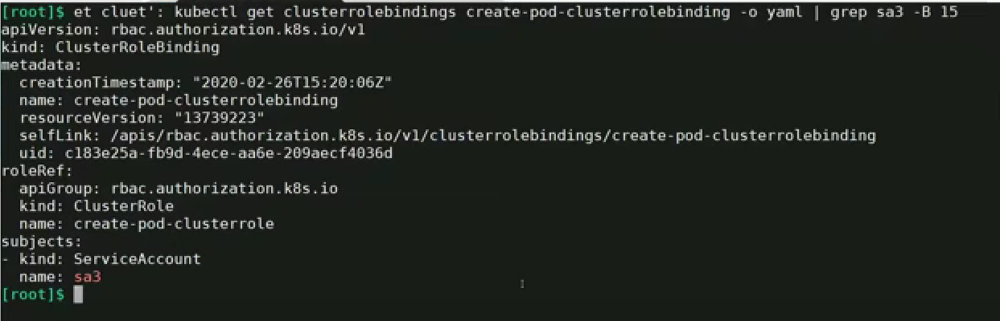 [root]$ et cluet': kubectl get clusterrolebindings create-pod-clusterrolebinding -o yaml | grep sa3 -B 15
apiVersion: rbac.authorization.k8s.io/v1
kind: ClusterRoleBinding
metadata:
  creationTimestamp: "2020-02-26T15:20:06Z"
  name: create-pod-clusterrolebinding
  resourceVersion: "13739223"
  selfLink: /apis/rbac.authorization.k8s.io/v1/clusterrolebindings/create-pod-clusterrolebinding
  uid: c183e25a-fb9d-4ece-aa6e-209aecf4036d
roleRef:
  apiGroup: rbac.authorization.k8s.io
  kind: ClusterRole
  name: create-pod-clusterrole
subjects:
- kind: ServiceAccount
  name: sa3
[root]$